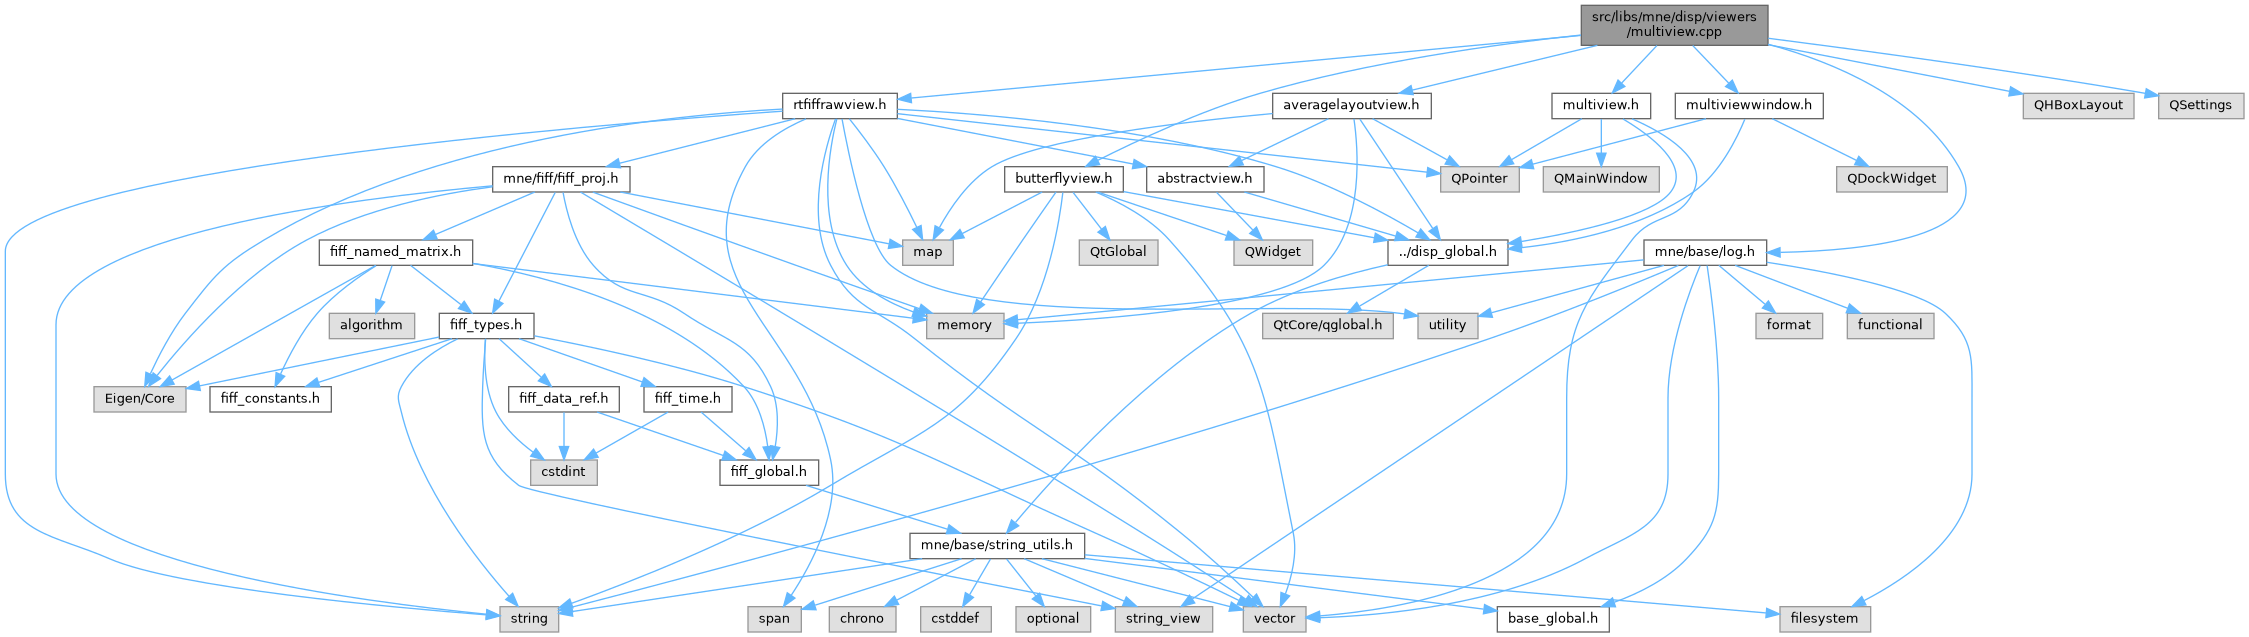 src/libs/mne/disp/viewers
/multiview.cpp
rtfiffrawview.h
averagelayoutview.h
multiview.h
multiviewwindow.h
QHBoxLayout
QSettings
mne/fiff/fiff_proj.h
butterflyview.h
abstractview.h
QPointer
QMainWindow
QDockWidget
fiff_named_matrix.h
map
QtGlobal
QWidget
../disp_global.h
mne/base/log.h
algorithm
fiff_types.h
memory
QtCore/qglobal.h
utility
format
functional
Eigen/Core
fiff_constants.h
fiff_data_ref.h
fiff_time.h
cstdint
fiff_global.h
mne/base/string_utils.h
string
span
chrono
cstddef
optional
string_view
vector
base_global.h
filesystem